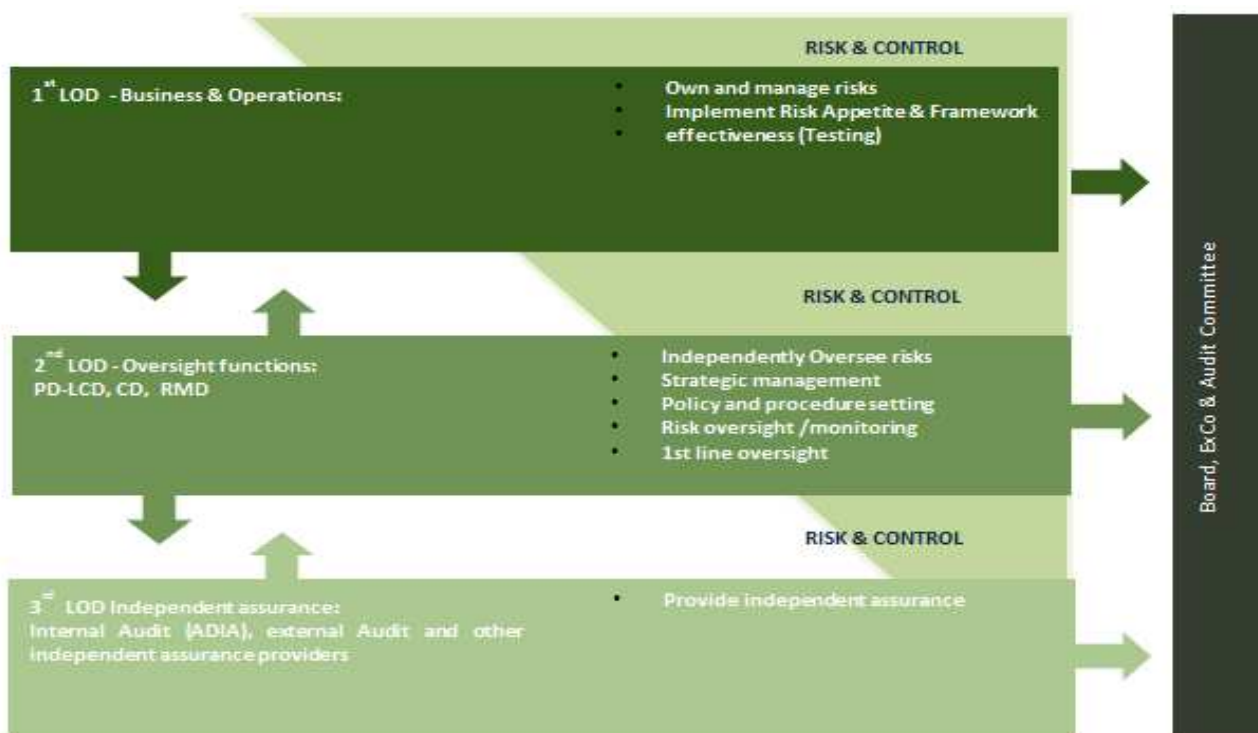 RISK & CONTROL
1st LOD - Business & Operations:
• Own and manage risks
• Implement Risk Appetite & Framework
• effectiveness (Testing)
RISK & CONTROL
2nd LOD - Oversight functions:
PD-LCD, CD, RMD
• Independently Oversee risks
• Strategic management
• Policy and procedure setting
• Risk oversight /monitoring
• 1st line oversight
RISK & CONTROL
3nd LOD Independent assurance:
Internal Audit (ADIA), external Audit and other
independent assurance providers
• Provide independent assurance
Board, ExCo & Audit Committee